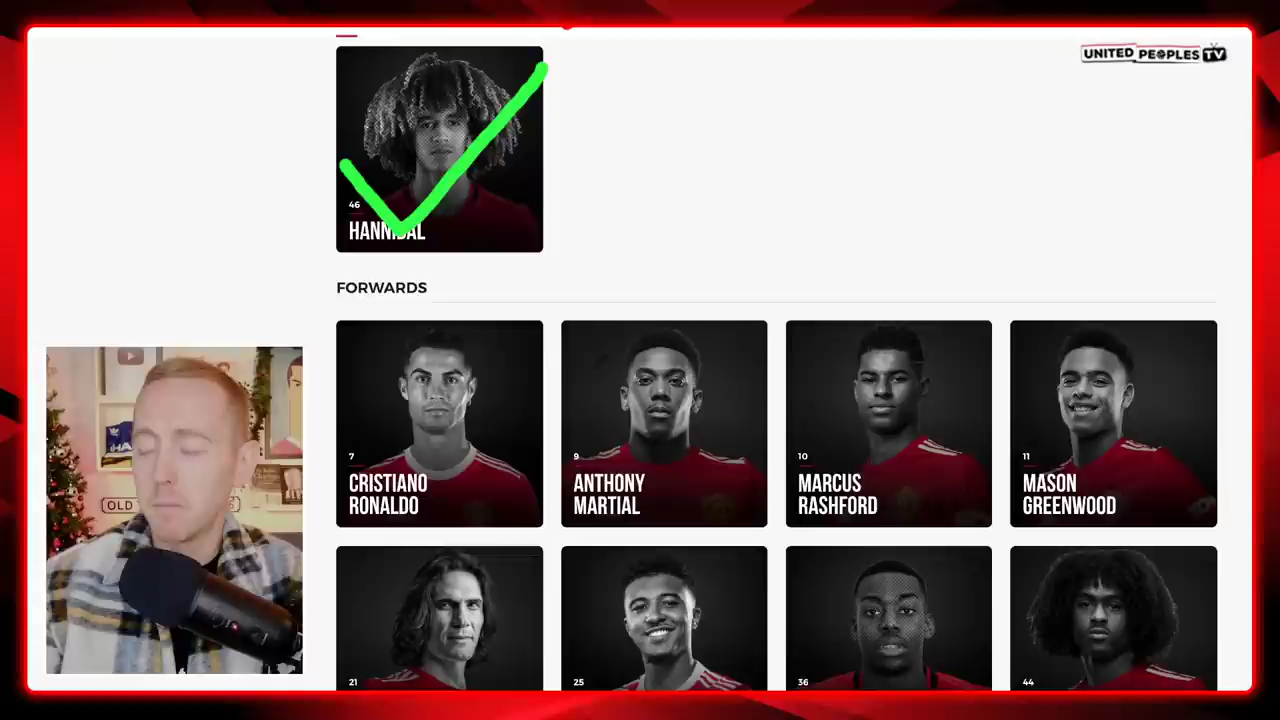 UNITED PEOPLES TV
46
HANNIBAL
FORWARDS
7
CRISTIANO
RONALDO
9
ANTHONY
MARTIAL
10
MARCUS
RASHFORD
11
MASON
GREENWOOD
OLD
21
25
36
44